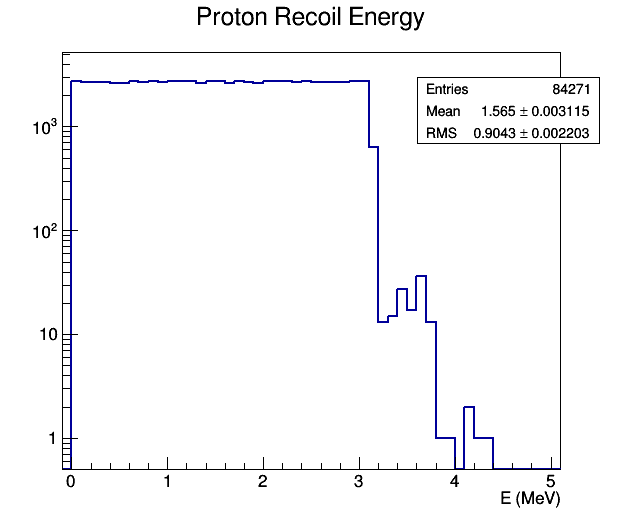 Proton Recoil Energy
Entries 84271
Mean 1.565 ± 0.003115
RMS 0.9043 ± 0.002203
10³
10²
10
1
0 1 2 3 4 5
E (MeV)